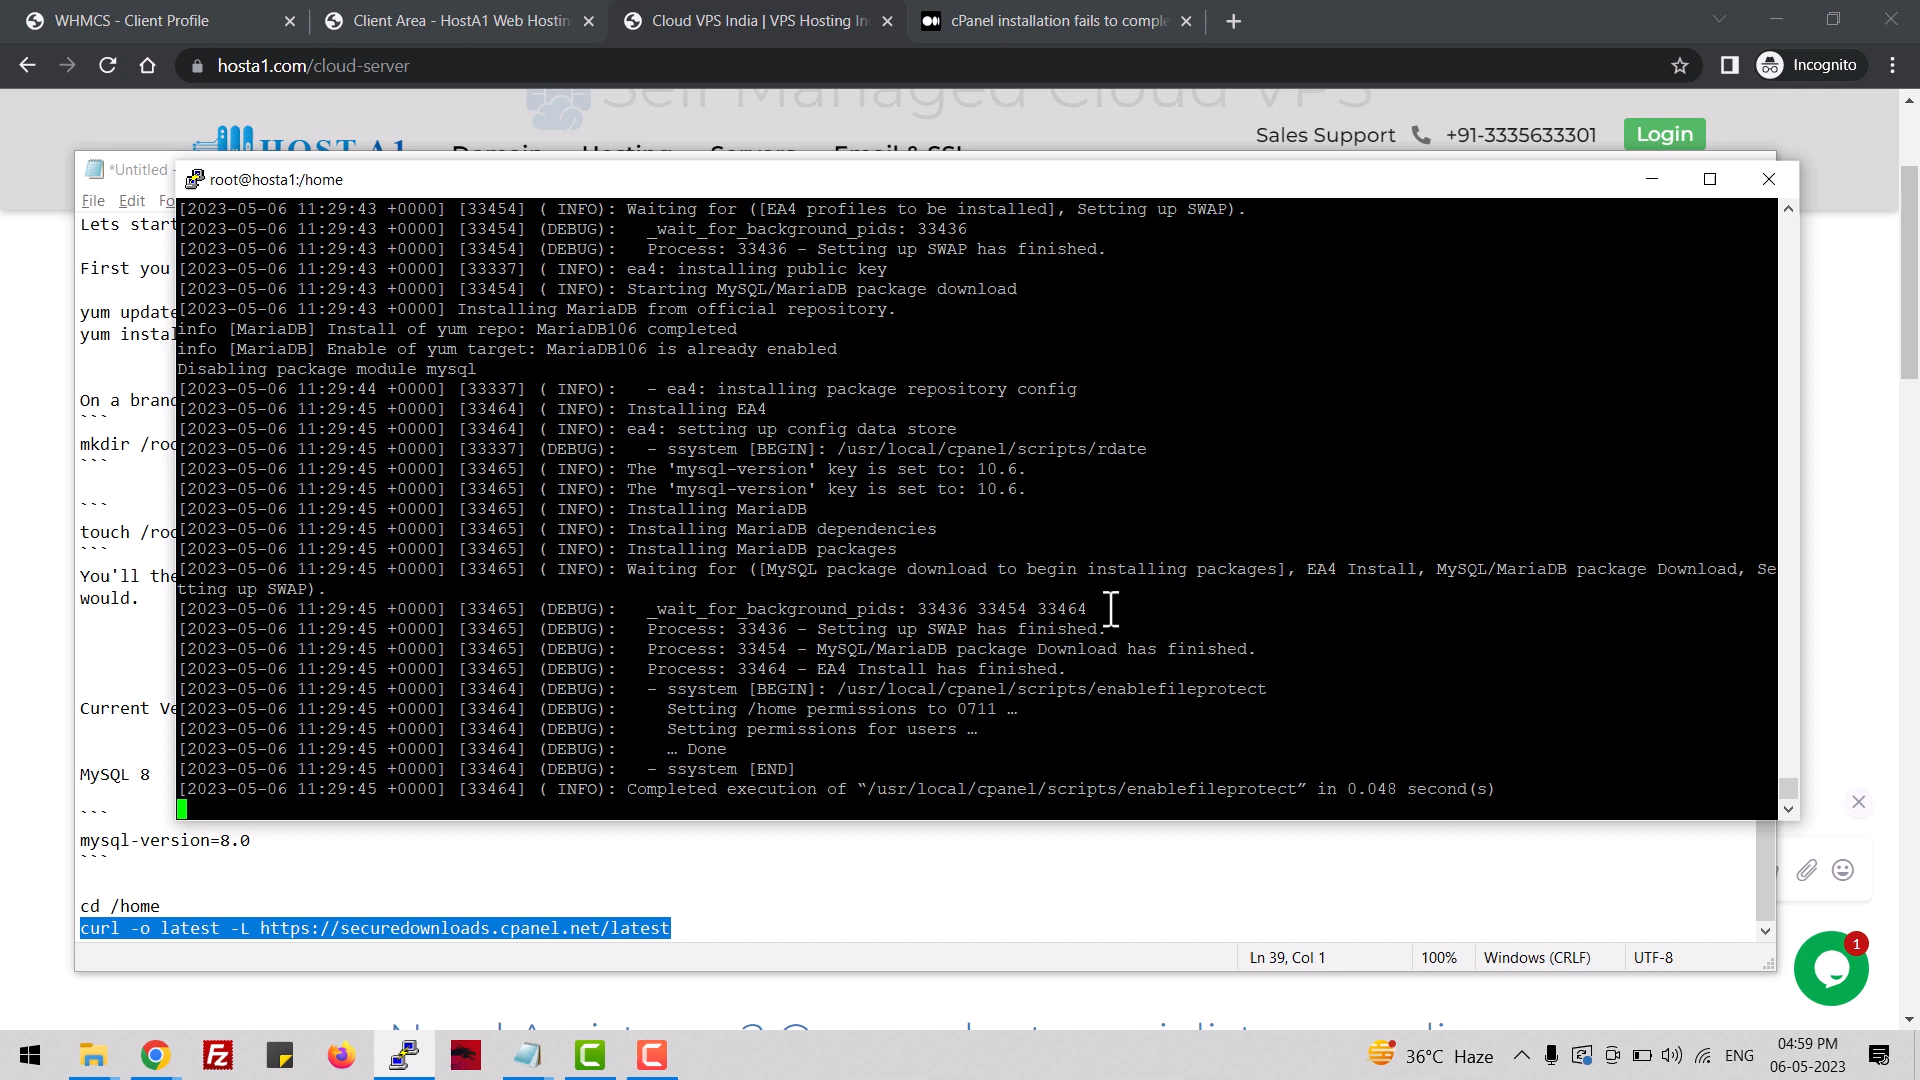 WHMCS - Client Profile
Client Area - HostA1 Web Hostin
Cloud VPS India | VPS Hosting In
cPanel installation fails to comple
hosta1.com/cloud-server
Incognito
Self Managed Cloud VPS
HOST A1
Domain Hosting Servers Email & SSL
Sales Support +91-3335633301 Login
*Untitled -
File Edit Fo
root@hosta1:/home
Lets start
First you
yum update
yum instal
On a brand
```
mkdir /roo
```
```
touch /roo
```
You'll the
would.
Current Ve
MySQL 8
```
mysql-version=8.0
```
cd /home
curl -o latest -L https://securedownloads.cpanel.net/latest
[2023-05-06 11:29:43 +0000] [33454] ( INFO): Waiting for ([EA4 profiles to be installed], Setting up SWAP).
[2023-05-06 11:29:43 +0000] [33454] (DEBUG):   _wait_for_background_pids: 33436
[2023-05-06 11:29:43 +0000] [33454] (DEBUG):   Process: 33436 - Setting up SWAP has finished.
[2023-05-06 11:29:43 +0000] [33337] ( INFO): ea4: installing public key
[2023-05-06 11:29:43 +0000] [33454] ( INFO): Starting MySQL/MariaDB package download
[2023-05-06 11:29:43 +0000] Installing MariaDB from official repository.
info [MariaDB] Install of yum repo: MariaDB106 completed
info [MariaDB] Enable of yum target: MariaDB106 is already enabled
Disabling package module mysql
[2023-05-06 11:29:44 +0000] [33337] ( INFO):   - ea4: installing package repository config
[2023-05-06 11:29:45 +0000] [33464] ( INFO): Installing EA4
[2023-05-06 11:29:45 +0000] [33464] ( INFO): ea4: setting up config data store
[2023-05-06 11:29:45 +0000] [33337] (DEBUG):   - ssystem [BEGIN]: /usr/local/cpanel/scripts/rdate
[2023-05-06 11:29:45 +0000] [33465] ( INFO): The 'mysql-version' key is set to: 10.6.
[2023-05-06 11:29:45 +0000] [33465] ( INFO): The 'mysql-version' key is set to: 10.6.
[2023-05-06 11:29:45 +0000] [33465] ( INFO): Installing MariaDB
[2023-05-06 11:29:45 +0000] [33465] ( INFO): Installing MariaDB dependencies
[2023-05-06 11:29:45 +0000] [33465] ( INFO): Installing MariaDB packages
[2023-05-06 11:29:45 +0000] [33465] ( INFO): Waiting for ([MySQL package download to begin installing packages], EA4 Install, MySQL/MariaDB package Download, Se
tting up SWAP).
[2023-05-06 11:29:45 +0000] [33465] (DEBUG):   _wait_for_background_pids: 33436 33454 33464
[2023-05-06 11:29:45 +0000] [33465] (DEBUG):   Process: 33436 - Setting up SWAP has finished.
[2023-05-06 11:29:45 +0000] [33465] (DEBUG):   Process: 33454 - MySQL/MariaDB package Download has finished.
[2023-05-06 11:29:45 +0000] [33465] (DEBUG):   Process: 33464 - EA4 Install has finished.
[2023-05-06 11:29:45 +0000] [33464] (DEBUG):   - ssystem [BEGIN]: /usr/local/cpanel/scripts/enablefileprotect
[2023-05-06 11:29:45 +0000] [33464] (DEBUG):     Setting /home permissions to 0711 …
[2023-05-06 11:29:45 +0000] [33464] (DEBUG):     Setting permissions for users …
[2023-05-06 11:29:45 +0000] [33464] (DEBUG):     … Done
[2023-05-06 11:29:45 +0000] [33464] (DEBUG):   - ssystem [END]
[2023-05-06 11:29:45 +0000] [33464] ( INFO): Completed execution of “/usr/local/cpanel/scripts/enablefileprotect” in 0.048 second(s)
Ln 39, Col 1 100% Windows (CRLF) UTF-8
1
36°C Haze
ENG
04:59 PM
06-05-2023